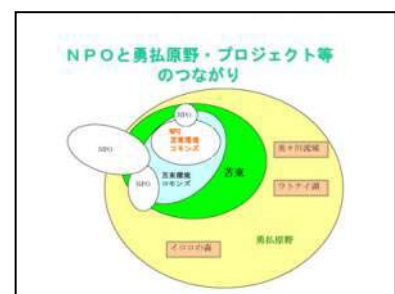 NPOと勇払原野・プロジェクト等
のつながり
NPO
NPO
苫東環境
コモンズ
NPO
苫東環境
コモンズ
苫東
NPO
美々川流域
ウトナイ湖
勇払原野
イコロの森